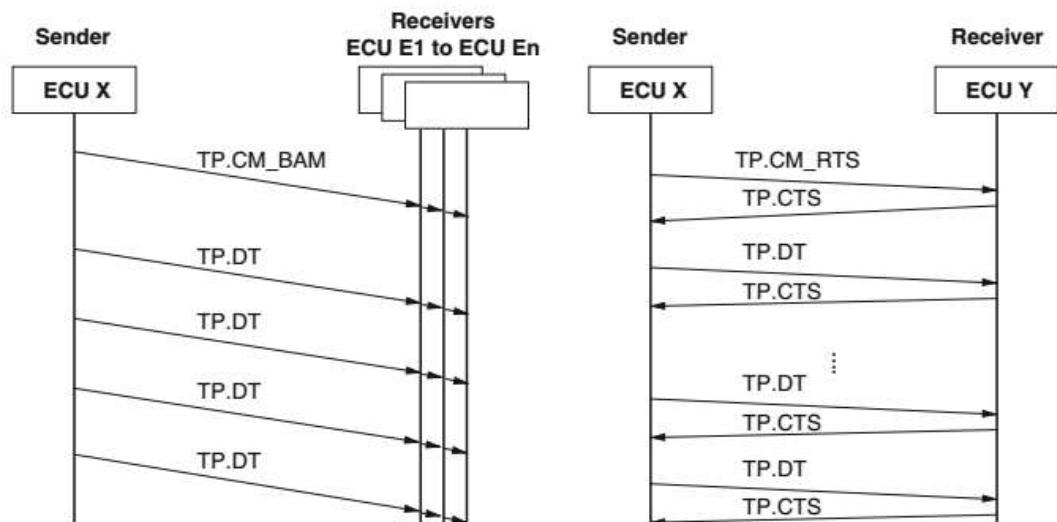 Sender
Receivers
ECU E1 to ECU En
ECU X
TP.CM_BAM
TP.DT
TP.DT
TP.DT
TP.DT
Sender
Receiver
ECU X
ECU Y
TP.CM_RTS
TP.CTS
TP.DT
TP.CTS
TP.DT
TP.CTS
TP.DT
TP.CTS